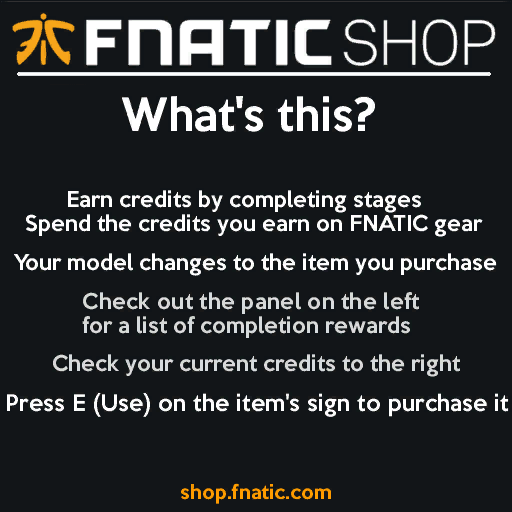 FNATIC SHOP
What's this?
Earn credits by completing stages
Spend the credits you earn on FNATIC gear
Your model changes to the item you purchase
Check out the panel on the left
for a list of completion rewards
Check your current credits to the right
Press E (Use) on the item's sign to purchase it
shop.fnatic.com